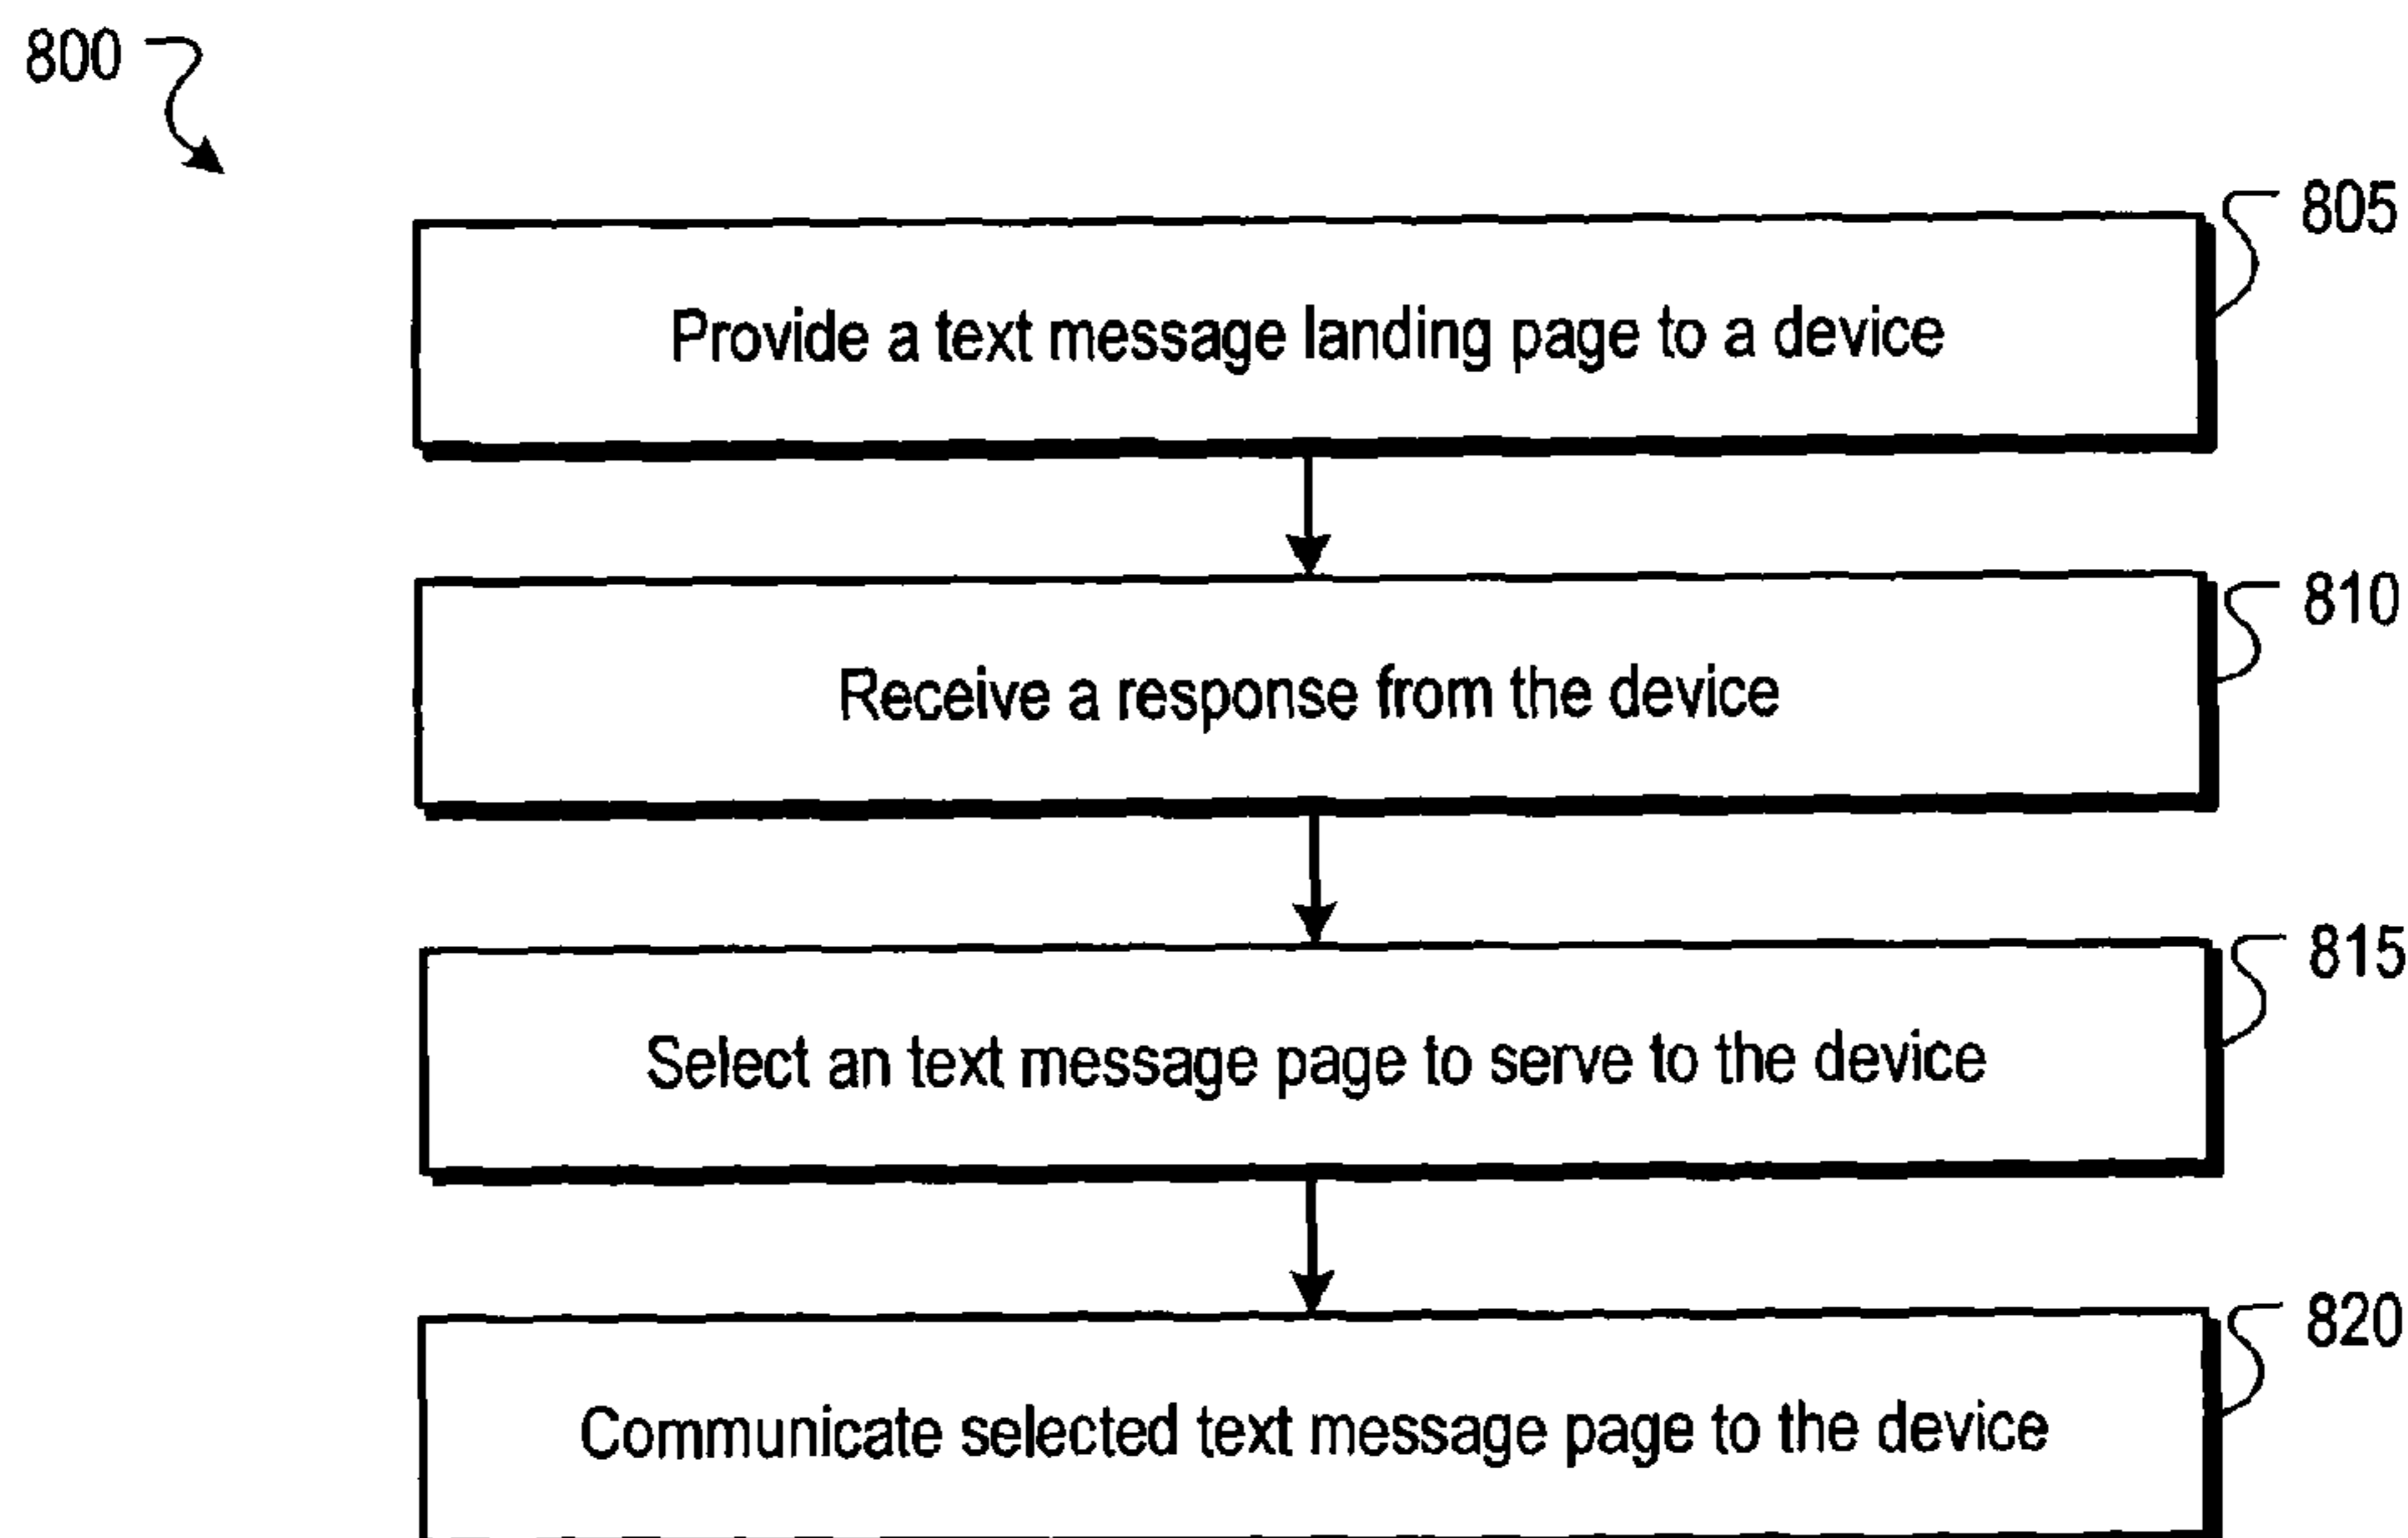 800
805
Provide a text message landing page to a device
810
Receive a response from the device
815
Select an text message page to serve to the device
820
Communicate selected text message page to the device